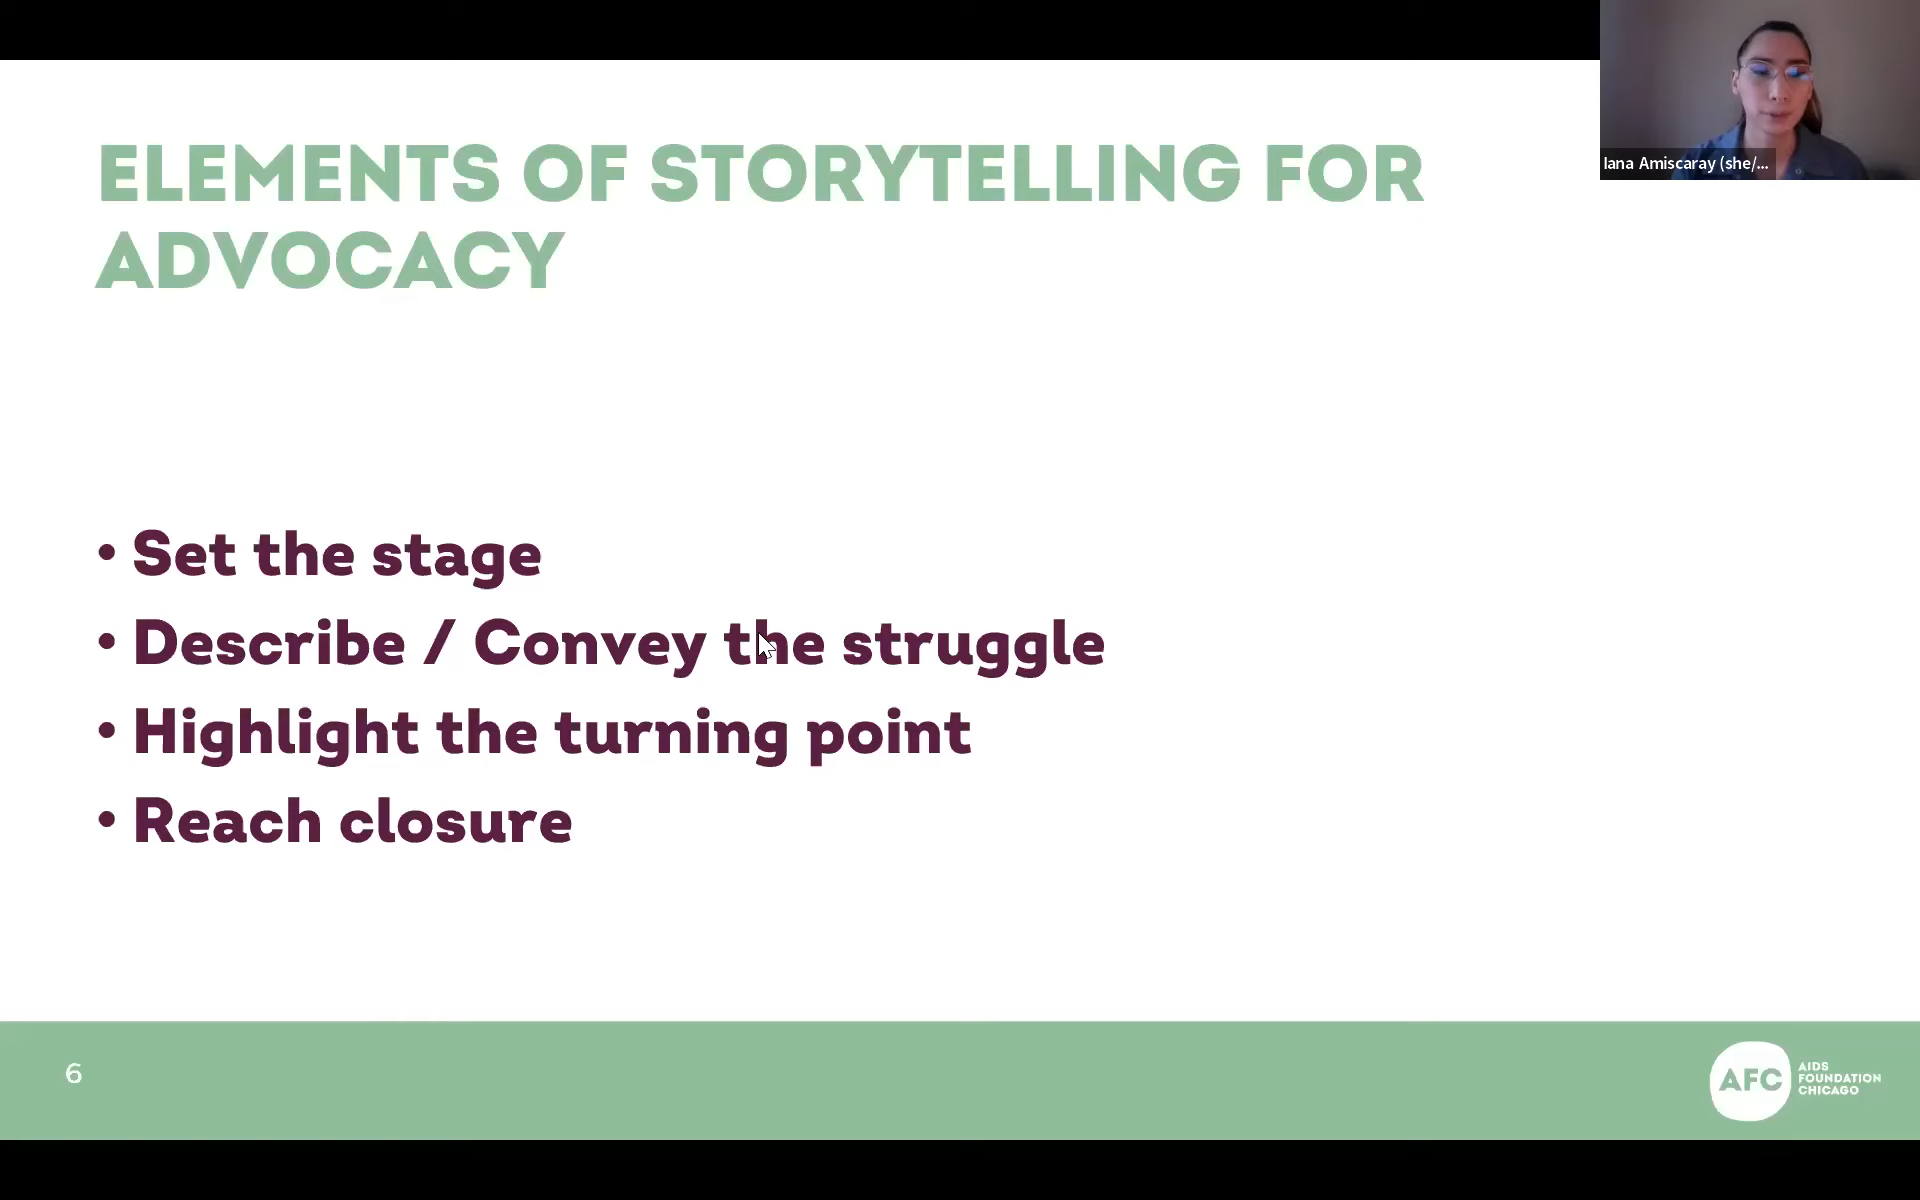 Iana Amiscaray (she/...
ELEMENTS OF STORYTELLING FOR
ADVOCACY
• Set the stage
• Describe / Convey the struggle
• Highlight the turning point
• Reach closure
6
AFC
AIDS
FOUNDATION
CHICAGO